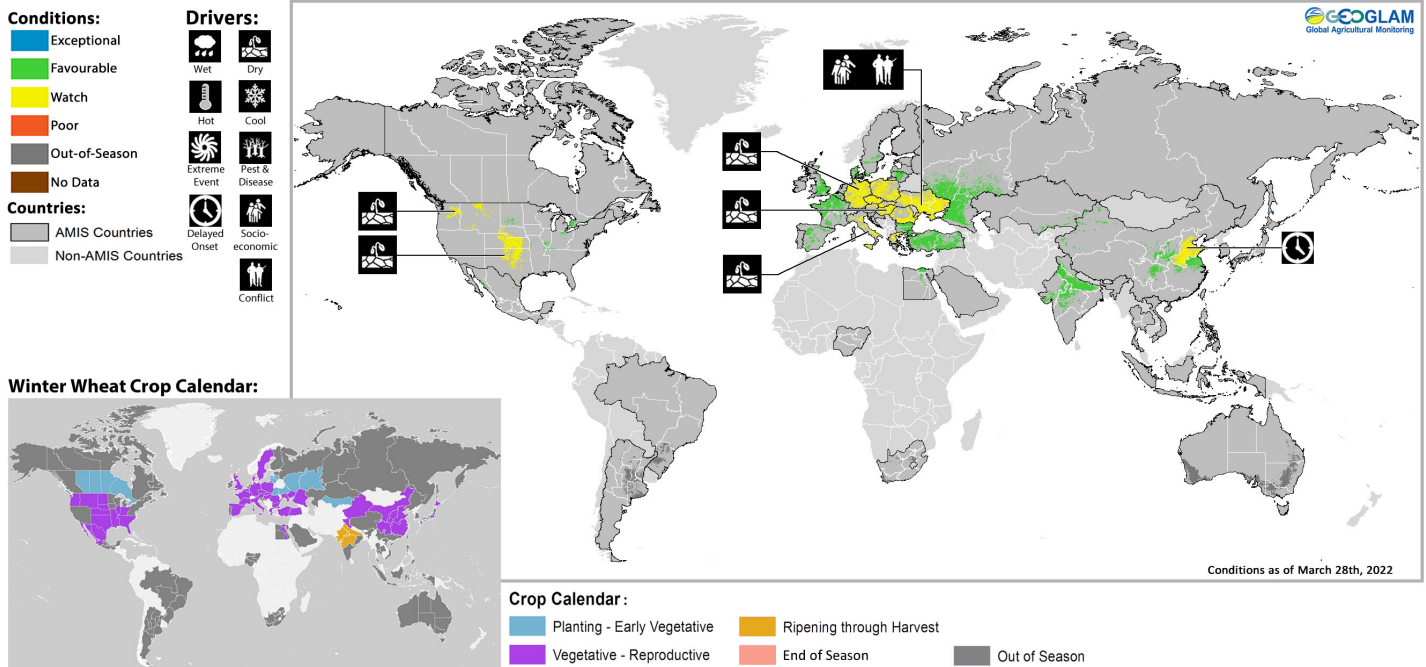 Conditions:
Exceptional
Favourable
Watch
Poor
Out-of-Season
No Data
Countries:
AMIS Countries
Non-AMIS Countries
Drivers:
Wet
Dry
Hot
Cool
Extreme
Event
Pest &
Disease
Delayed
Onset
Socio-
economic
Conflict
GEOGLAM
Global Agricultural Monitoring
Conditions as of March 28th, 2022
Winter Wheat Crop Calendar:
Crop Calendar :
Planting - Early Vegetative
Ripening through Harvest
Vegetative - Reproductive
End of Season
Out of Season